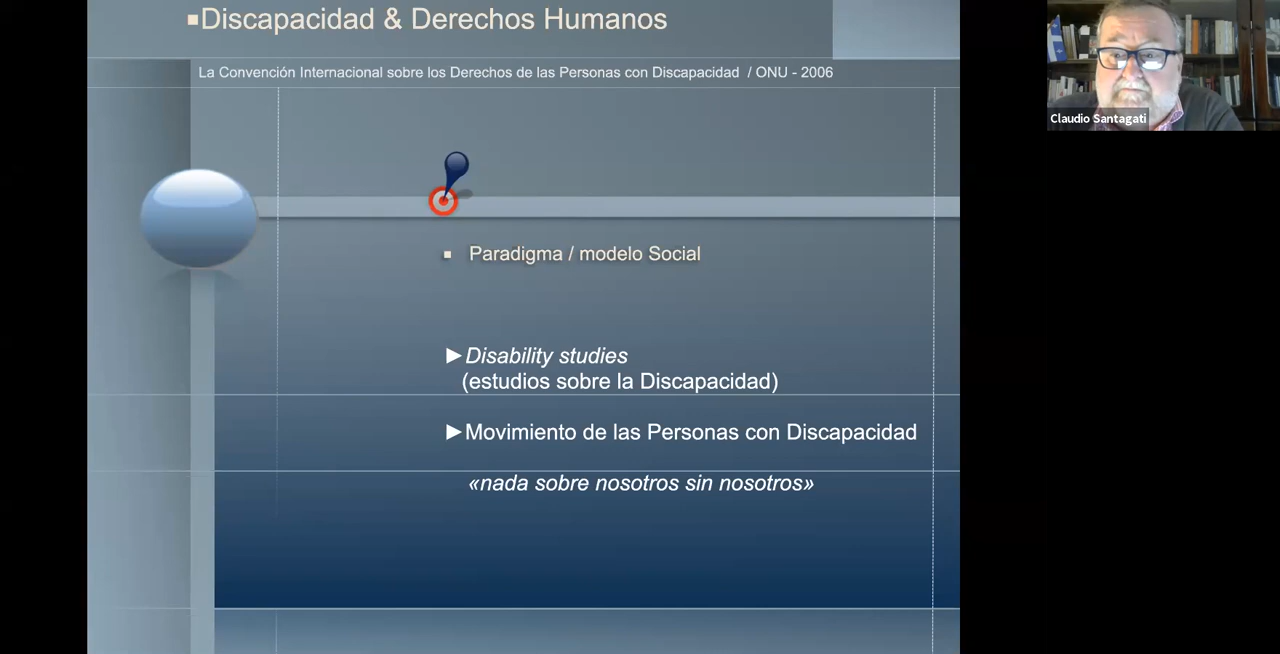 ▪Discapacidad & Derechos Humanos
La Convención Internacional sobre los Derechos de las Personas con Discapacidad / ONU - 2006
Claudio Santagati
▪ Paradigma / modelo Social
►Disability studies
(estudios sobre la Discapacidad)
►Movimiento de las Personas con Discapacidad
«nada sobre nosotros sin nosotros»